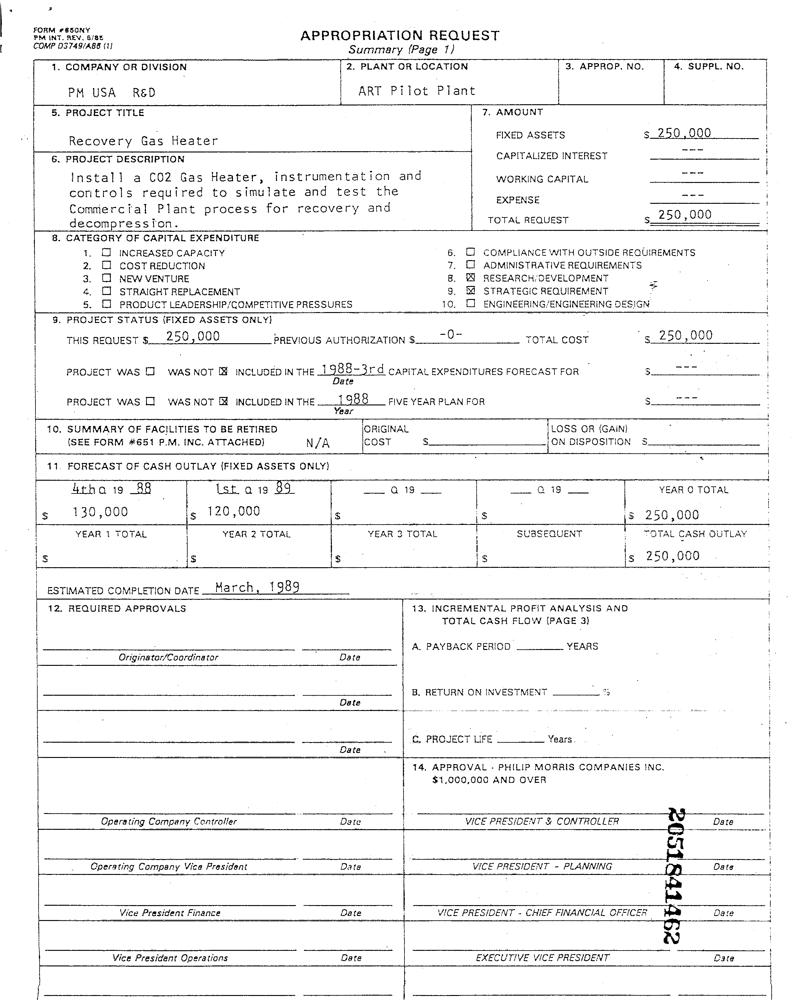 FORM #650NY
PM INT. REV. 5/85
COMP D3749/A88 (1)
APPROPRIATION REQUEST
Summary (Page 1)
1. COMPANY OR DIVISION
PM USA R&D
2. PLANT OR LOCATION
ART Pilot Plant
3. APPROP. NO.
4. SUPPL. NO.
5. PROJECT TITLE
Recovery Gas Heater
6. PROJECT DESCRIPTION
Install a CO2 Gas Heater, instrumentation and
controls required to simulate and test the
Commercial Plant process for recovery and
decompression.
7. AMOUNT
FIXED ASSETS $ 250,000
CAPITALIZED INTEREST ---
WORKING CAPITAL ---
EXPENSE ---
TOTAL REQUEST $ 250,000
8. CATEGORY OF CAPITAL EXPENDITURE
1. ☐ INCREASED CAPACITY
2. ☐ COST REDUCTION
3. ☐ NEW VENTURE
4. ☐ STRAIGHT REPLACEMENT
5. ☐ PRODUCT LEADERSHIP/COMPETITIVE PRESSURES
6. ☐ COMPLIANCE WITH OUTSIDE REQUIREMENTS
7. ☐ ADMINISTRATIVE REQUIREMENTS
8. ☒ RESEARCH/DEVELOPMENT
9. ☒ STRATEGIC REQUIREMENT
10. ☐ ENGINEERING/ENGINEERING DESIGN
9. PROJECT STATUS (FIXED ASSETS ONLY)
THIS REQUEST $ 250,000 PREVIOUS AUTHORIZATION $ -0- TOTAL COST $ 250,000
PROJECT WAS ☐ WAS NOT ☒ INCLUDED IN THE 1988-3rd CAPITAL EXPENDITURES FORECAST FOR $ ---
Date
PROJECT WAS ☐ WAS NOT ☒ INCLUDED IN THE 1988 FIVE YEAR PLAN FOR $ ---
Year
10. SUMMARY OF FACILITIES TO BE RETIRED
(SEE FORM #651 P.M. INC. ATTACHED) N/A
ORIGINAL
COST $
LOSS OR (GAIN)
ON DISPOSITION $
11. FORECAST OF CASH OUTLAY (FIXED ASSETS ONLY)
4th Q 19 88 1st Q 19 89 ___ Q 19 ___ ___ Q 19 ___ YEAR 0 TOTAL
$ 130,000 $ 120,000 $ $ $ 250,000
YEAR 1 TOTAL YEAR 2 TOTAL YEAR 3 TOTAL SUBSEQUENT TOTAL CASH OUTLAY
$ $ $ $ $ 250,000
ESTIMATED COMPLETION DATE March, 1989
12. REQUIRED APPROVALS
Originator/Coordinator Date
Date
Date
Operating Company Controller Date
Operating Company Vice President Date
Vice President Finance Date
Vice President Operations Date
13. INCREMENTAL PROFIT ANALYSIS AND
TOTAL CASH FLOW (PAGE 3)
A. PAYBACK PERIOD ______ YEARS
B. RETURN ON INVESTMENT ______ %
C. PROJECT LIFE ______ Years
14. APPROVAL - PHILIP MORRIS COMPANIES INC.
$1,000,000 AND OVER
VICE PRESIDENT & CONTROLLER Date
VICE PRESIDENT - PLANNING Date
VICE PRESIDENT - CHIEF FINANCIAL OFFICER Date
EXECUTIVE VICE PRESIDENT Date
2051841462